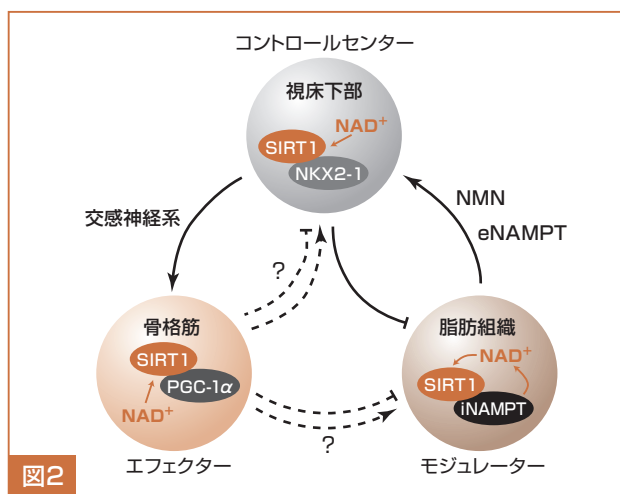 コントロールセンター
視床下部
NAD⁺
SIRT1
NKX2-1
交感神経系
NMN
eNAMPT
?
骨格筋
SIRT1
PGC-1α
NAD⁺
脂肪組織
NAD⁺
SIRT1
iNAMPT
?
エフェクター
モジュレーター
図2